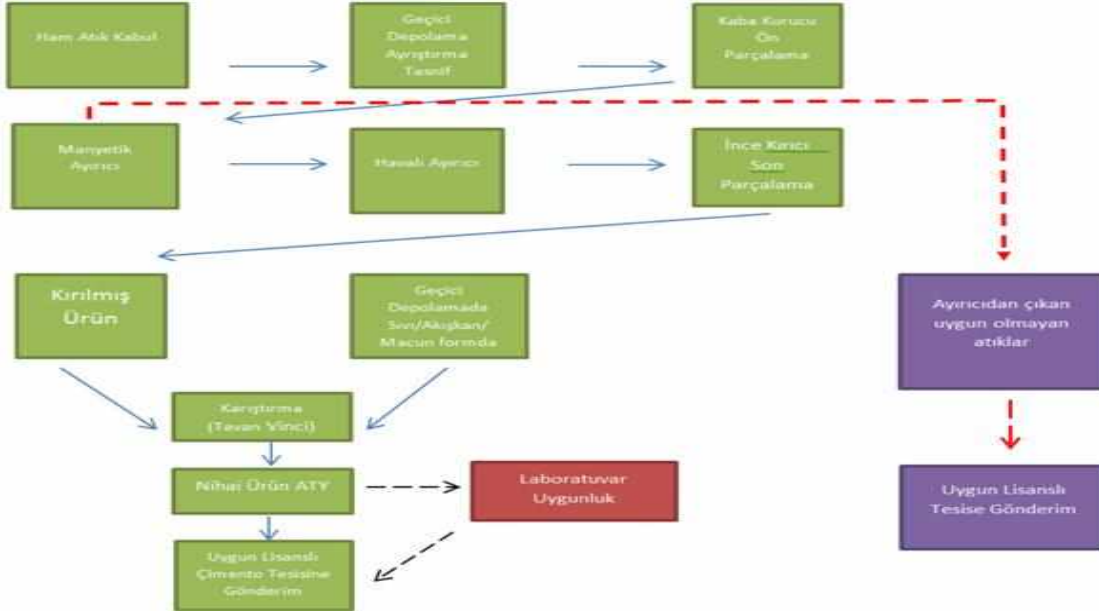 Ham Atık Kabul
Geçici
Depolama
Ayrıştırma
Tasnif
Kaba Kırıcı
Ön
Parçalama
Manyetik
Ayırıcı
Havalı Ayırıcı
İnce Kırıcı
Son
Parçalama
Kırılmış
Ürün
Geçici
Depolamada
Sıvı/Akışkan/
Macun formda
Ayırıcıdan çıkan
uygun olmayan
atıklar
Karıştırma
(Tavan Vinci)
Nihai Ürün ATY
Laboratuvar
Uygunluk
Uygun Lisanslı
Tesise Gönderim
Uygun Lisanslı
Çimento Tesisine
Gönderim